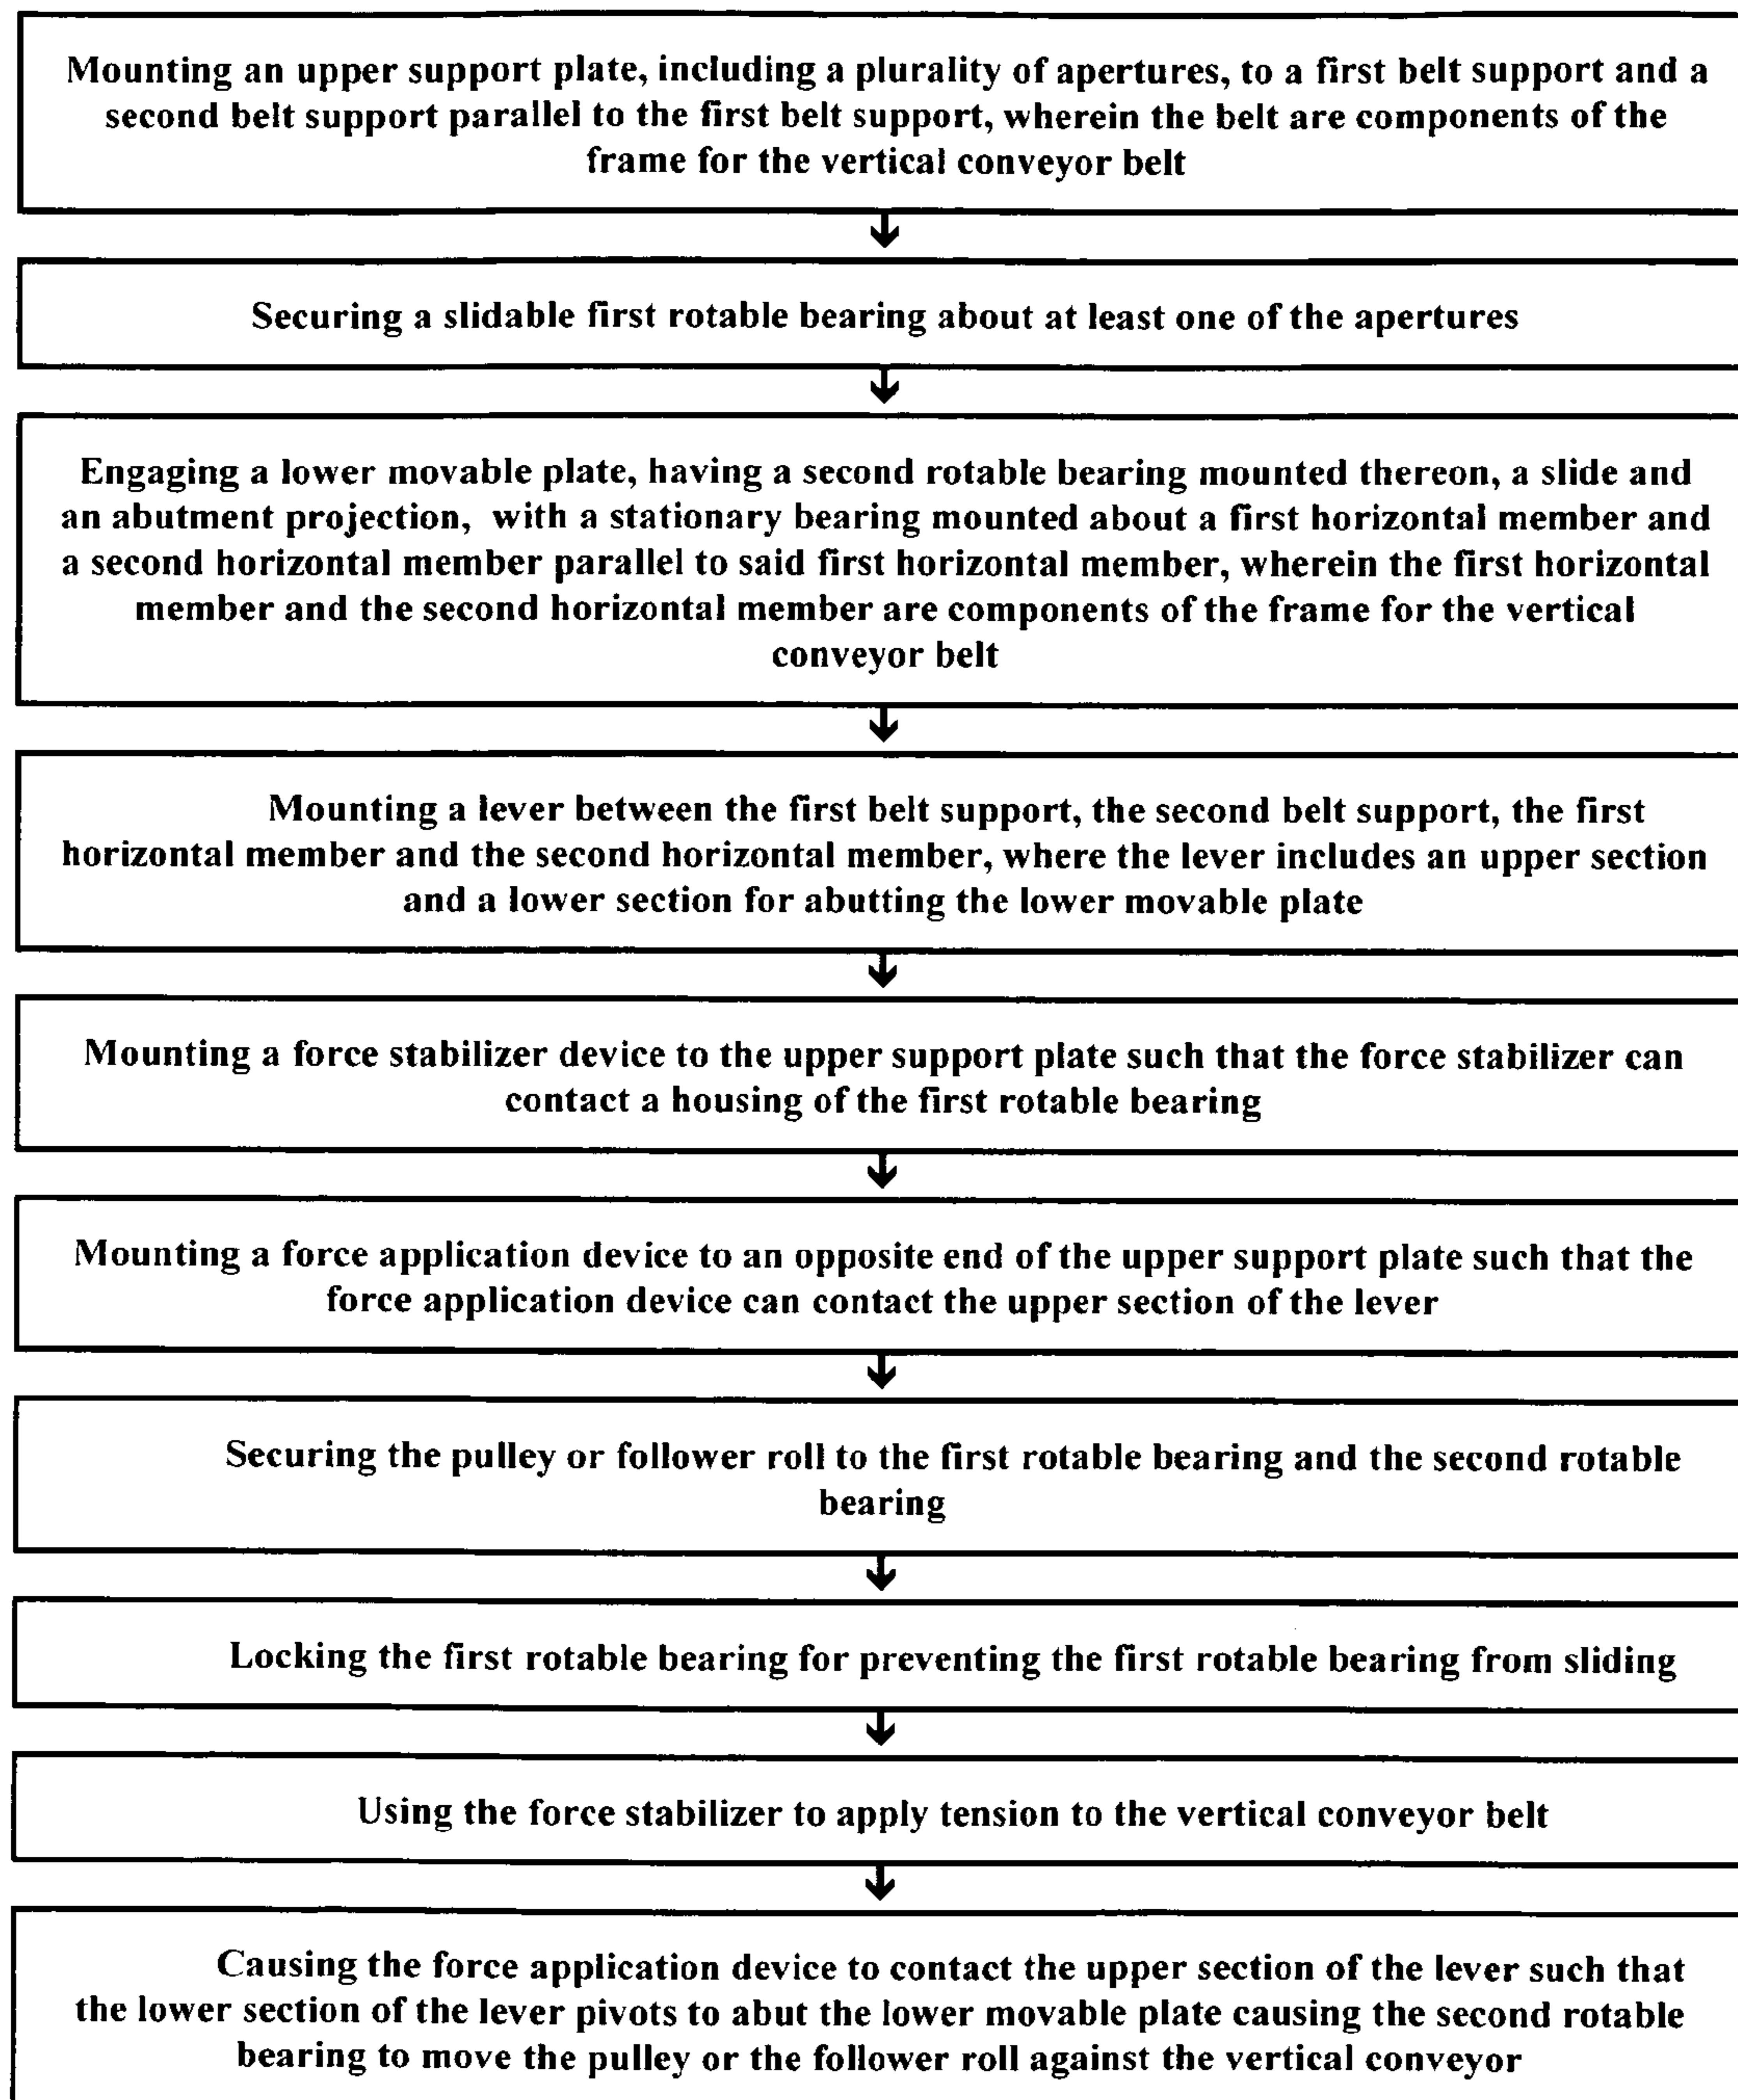 Mounting an upper support plate, including a plurality of apertures, to a first belt support and a
second belt support parallel to the first belt support, wherein the belt are components of the
frame for the vertical conveyor belt
Securing a slidable first rotable bearing about at least one of the apertures
Engaging a lower movable plate, having a second rotable bearing mounted thereon, a slide and
an abutment projection, with a stationary bearing mounted about a first horizontal member and
a second horizontal member parallel to said first horizontal member, wherein the first horizontal
member and the second horizontal member are components of the frame for the vertical
conveyor belt
Mounting a lever between the first belt support, the second belt support, the first
horizontal member and the second horizontal member, where the lever includes an upper section
and a lower section for abutting the lower movable plate
Mounting a force stabilizer device to the upper support plate such that the force stabilizer can
contact a housing of the first rotable bearing
Mounting a force application device to an opposite end of the upper support plate such that the
force application device can contact the upper section of the lever
Securing the pulley or follower roll to the first rotable bearing and the second rotable
bearing
Locking the first rotable bearing for preventing the first rotable bearing from sliding
Using the force stabilizer to apply tension to the vertical conveyor belt
Causing the force application device to contact the upper section of the lever such that
the lower section of the lever pivots to abut the lower movable plate causing the second rotable
bearing to move the pulley or the follower roll against the vertical conveyor